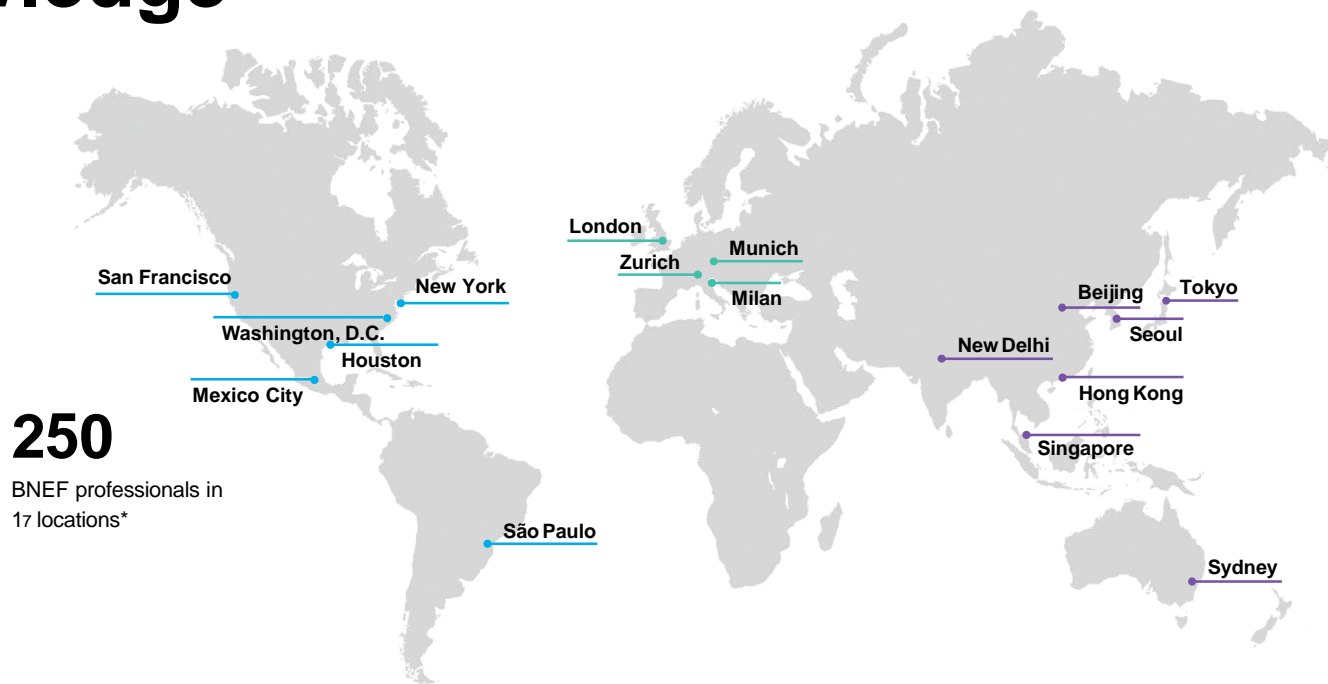 London
Munich
Zurich
San Francisco
New York
Milan
Beijing
Tokyo
Washington, D.C.
Seoul
Houston
New Delhi
Mexico City
Hong Kong
250
Singapore
BNEF professionals in
17 locations*
São Paulo
Sydney